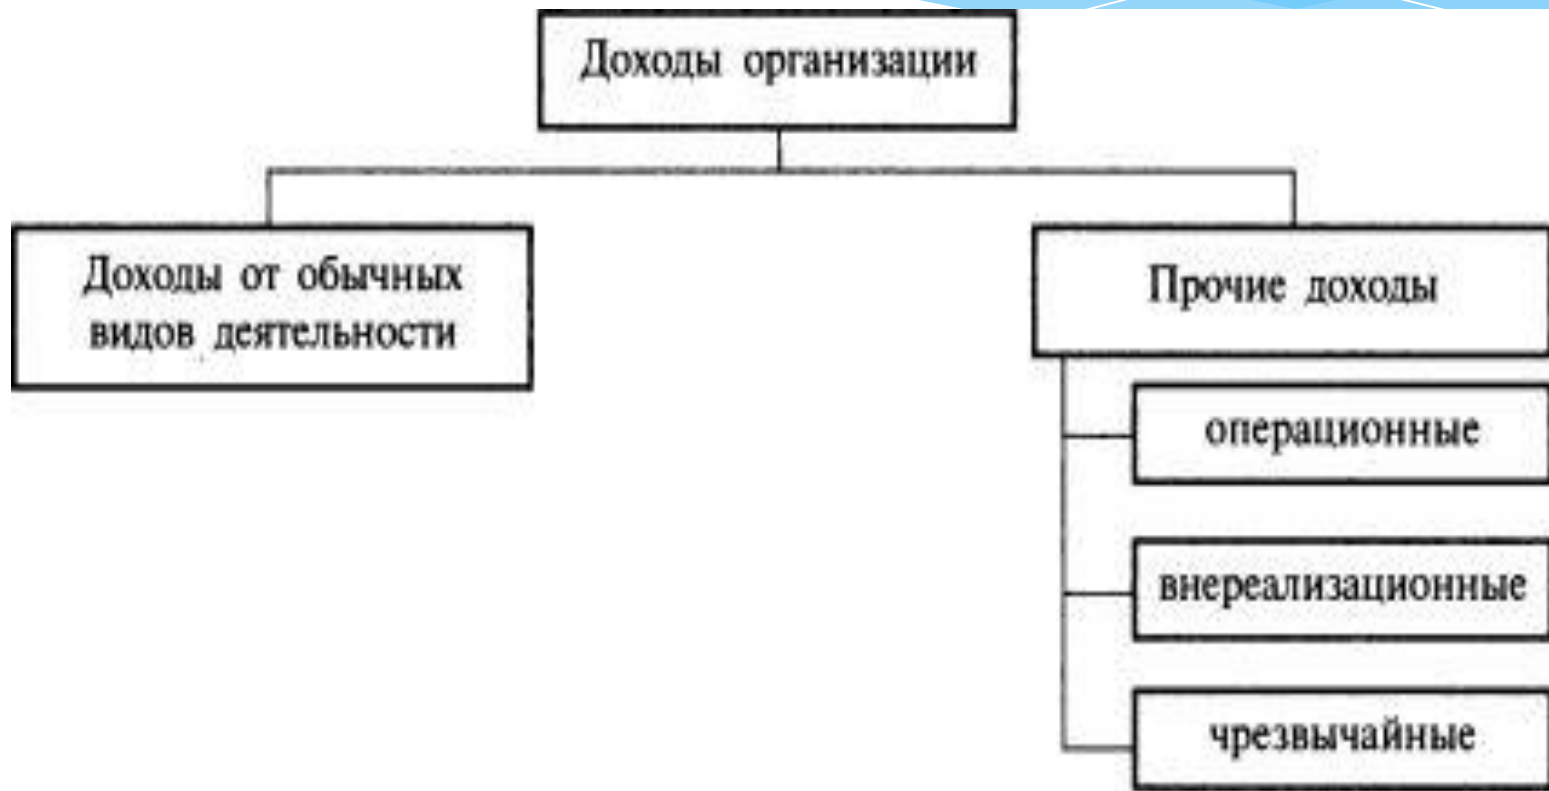 Доходы организации
Доходы от обычных
видов деятельности
Прочие доходы
операционные
внереализационные
чрезвычайные